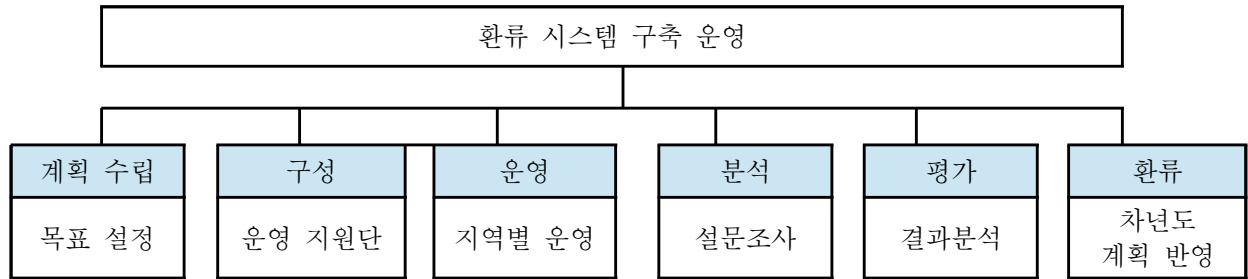 환류 시스템 구축 운영
계획 수립
구성
운영
분석
평가
환류
목표 설정
운영 지원단
지역별 운영
설문조사
결과분석
차년도
계획 반영